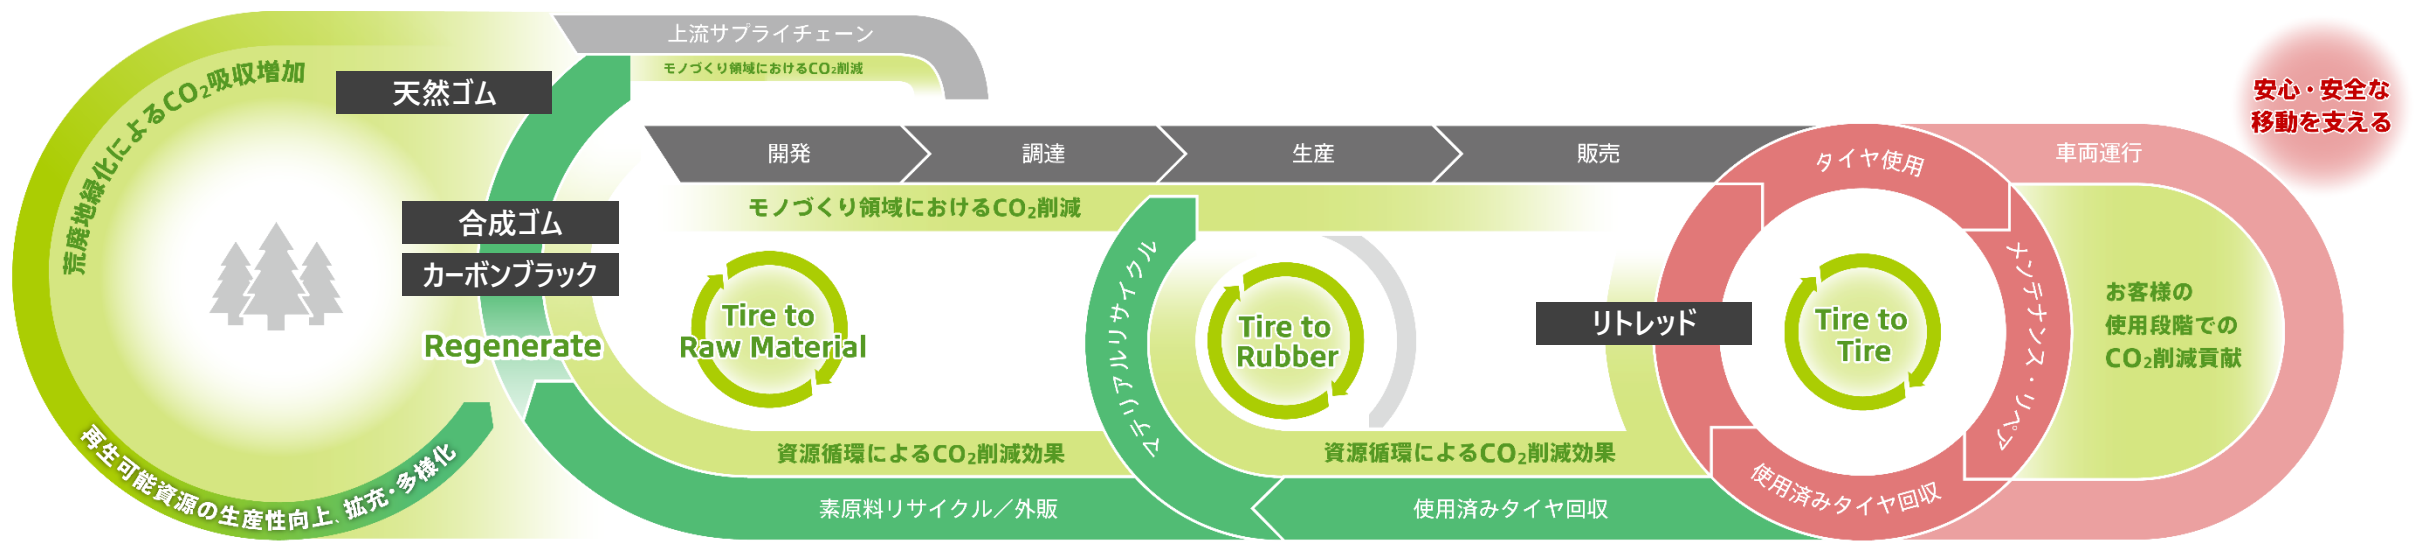 上流サプライチェーン
モノづくり領域におけるCO₂削減
荒廃地緑化によるCO₂吸収増加
天然ゴム
合成ゴム
カーボンブラック
Regenerate
再生可能資源の生産性向上、拡充・多様化
開発
調達
生産
販売
モノづくり領域におけるCO₂削減
Tire to
Raw Material
マテリアルリサイクル
Tire to
Rubber
資源循環によるCO₂削減効果
資源循環によるCO₂削減効果
素原料リサイクル／外販
使用済みタイヤ回収
リトレッド
タイヤ使用
メンテナンス・リペア
使用済みタイヤ回収
Tire to
Tire
車両運行
お客様の
使用段階での
CO₂削減貢献
安心・安全な
移動を支える